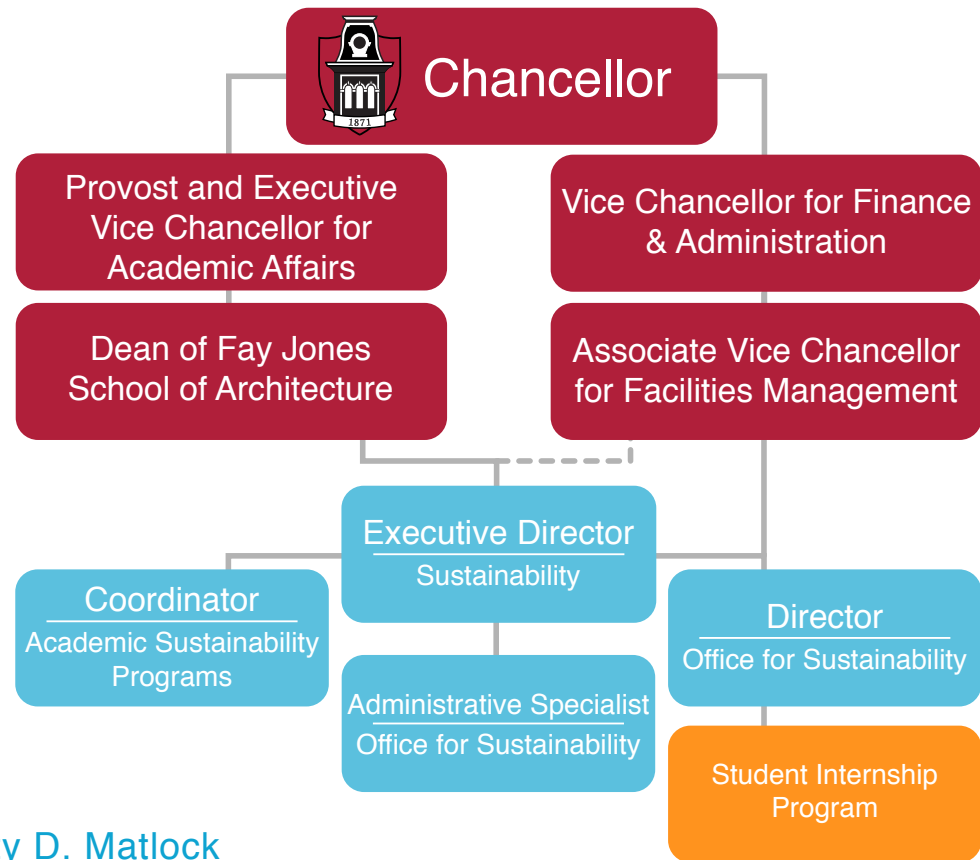 Chancellor
1871
Provost and Executive
Vice Chancellor for
Academic Affairs
Vice Chancellor for Finance
& Administration
Dean of Fay Jones
School of Architecture
Associate Vice Chancellor
for Facilities Management
Executive Director
Sustainability
Coordinator
Academic Sustainability
Programs
Director
Office for Sustainability
Administrative Specialist
Office for Sustainability
Student Internship
Program
D. Matlock